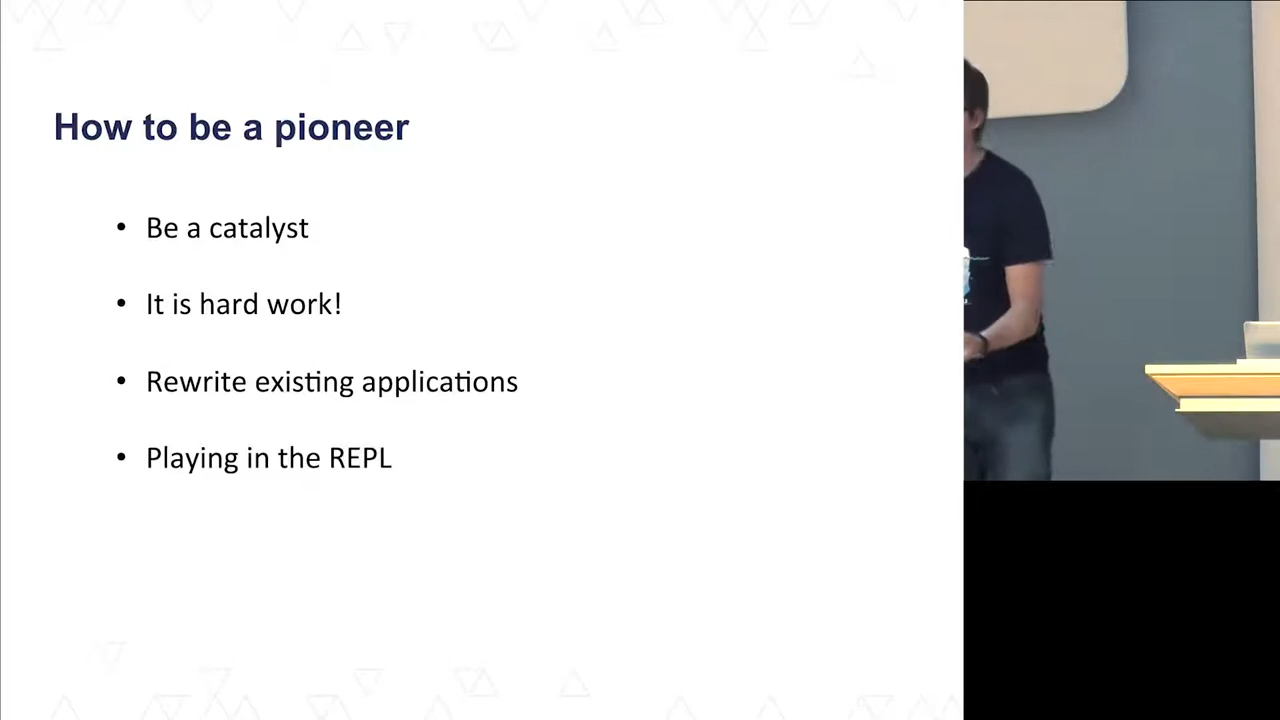 How to be a pioneer
• Be a catalyst
• It is hard work!
• Rewrite existing applications
• Playing in the REPL